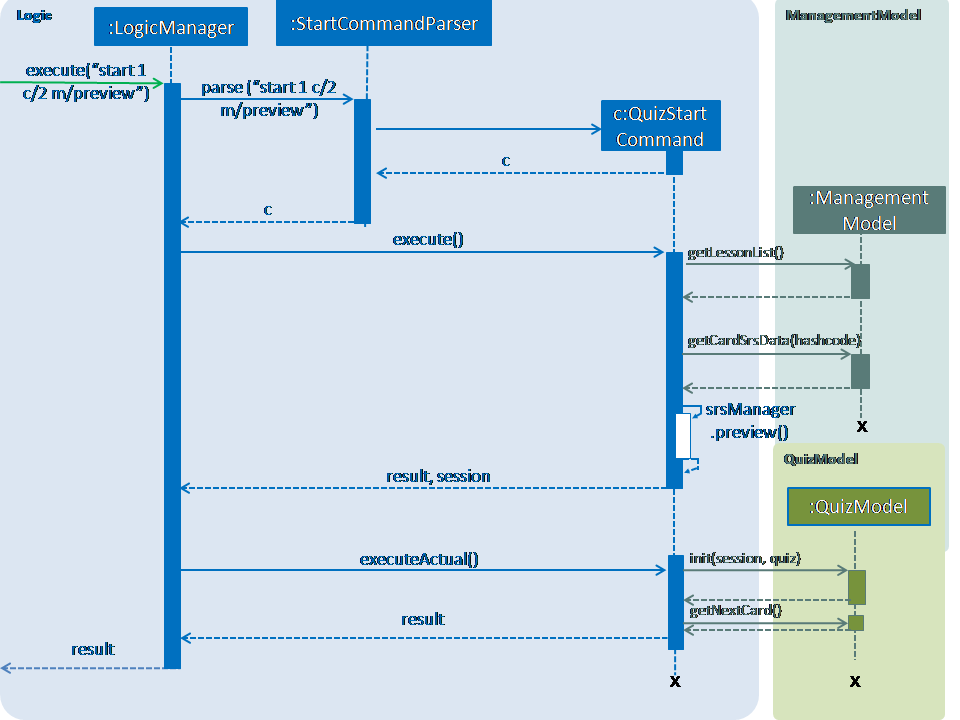 Logic
ManagementModel
:LogicManager
:StartCommandParser
execute(“start 1
c/2 m/preview”)
parse (“start 1 c/2
m/preview”)
c:QuizStart
Command
c
:Management
Model
c
execute()
getLessonList()
getCardSrsData(hashcode)
srsManager
.preview()
x
QuizModel
result, session
:QuizModel
executeActual()
init(session, quiz)
getNextCard()
result
result
x
x